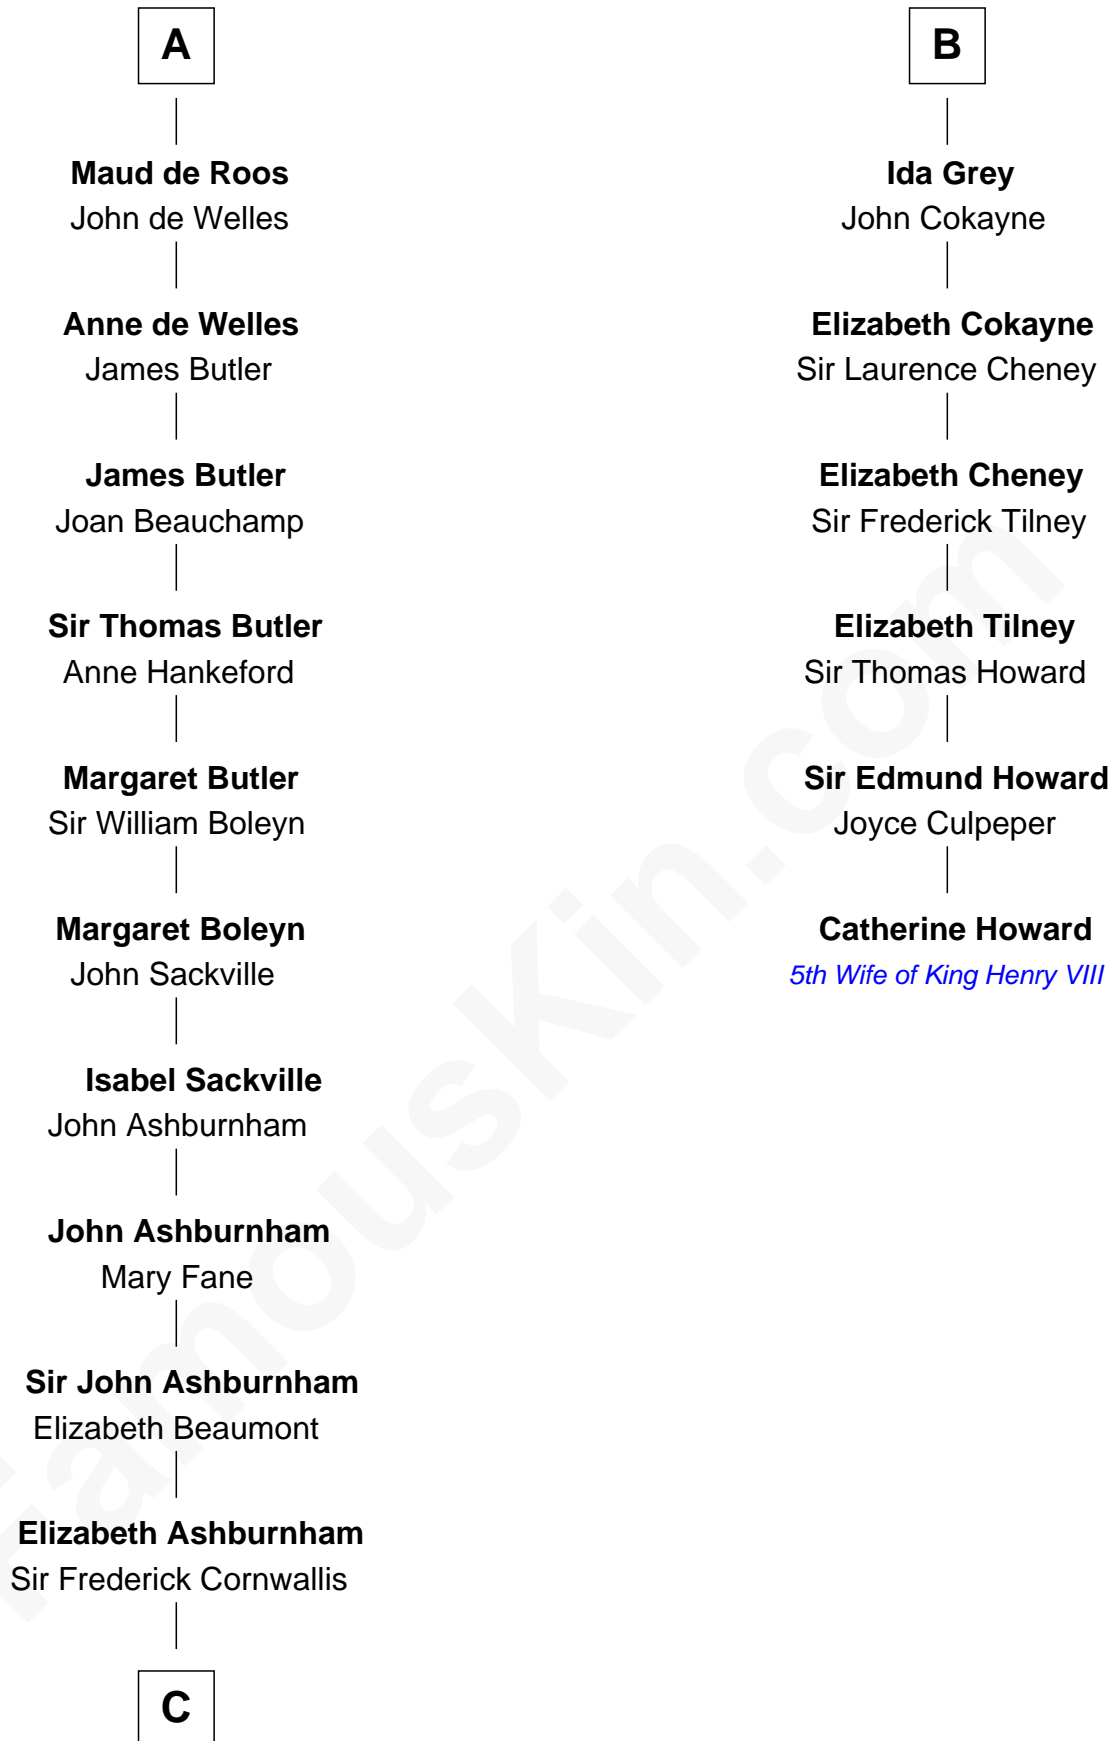 A
Maud de Roos
John de Welles
Anne de Welles
James Butler
James Butler
Joan Beauchamp
Sir Thomas Butler
Anne Hankeford
Margaret Butler
Sir William Boleyn
Margaret Boleyn
John Sackville
Isabel Sackville
John Ashburnham
John Ashburnham
Mary Fane
Sir John Ashburnham
Elizabeth Beaumont
Elizabeth Ashburnham
Sir Frederick Cornwallis
C
B
Ida Grey
John Cokayne
Elizabeth Cokayne
Sir Laurence Cheney
Elizabeth Cheney
Sir Frederick Tilney
Elizabeth Tilney
Sir Thomas Howard
Sir Edmund Howard
Joyce Culpeper
Catherine Howard
5th Wife of King Henry VIII
FamousKin.com